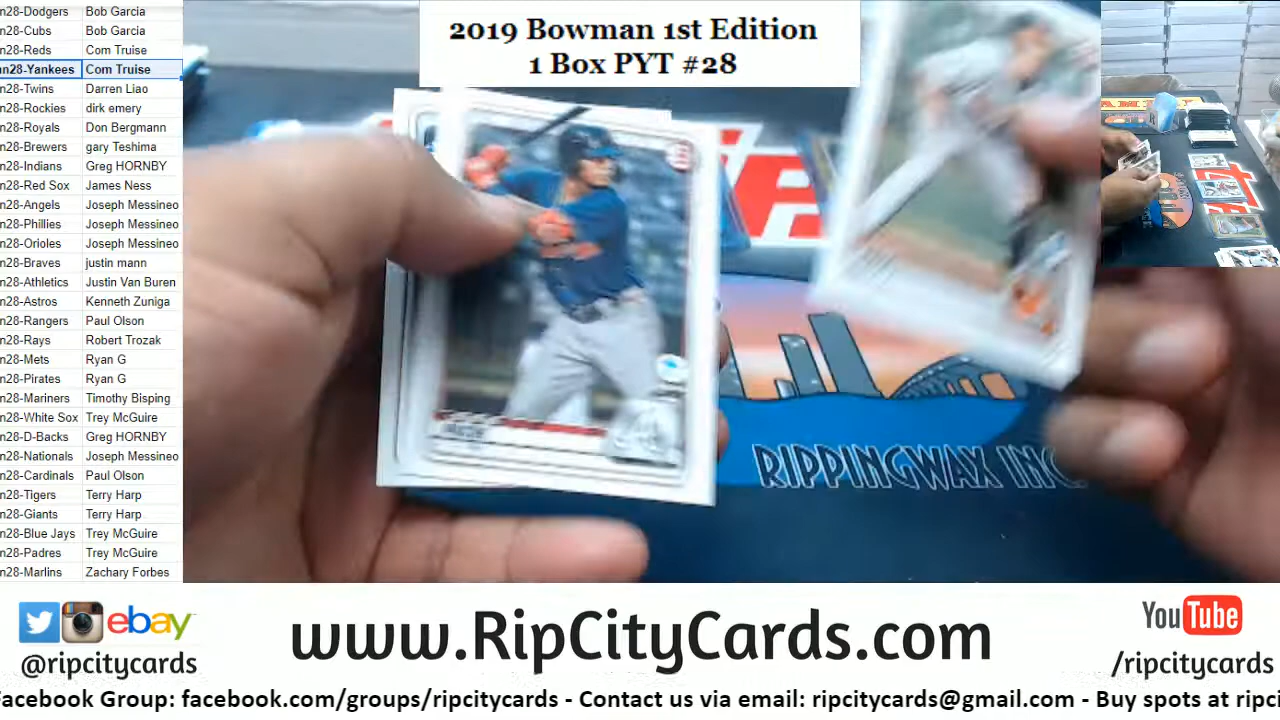 n28-Dodgers Bob Garcia
n28-Cubs Bob Garcia
n28-Reds Com Truise
n28-Yankees Com Truise
n28-Twins Darren Liao
n28-Rockies dirk emery
n28-Royals Don Bergmann
n28-Brewers gary Teshima
n28-Indians Greg HORNBY
n28-Red Sox James Ness
n28-Angels Joseph Messineo
n28-Phillies Joseph Messineo
n28-Orioles Joseph Messineo
n28-Braves justin mann
n28-Athletics Justin Van Buren
n28-Astros Kenneth Zuniga
n28-Rangers Paul Olson
n28-Rays Robert Trozak
n28-Mets Ryan G
n28-Pirates Ryan G
n28-Mariners Timothy Bisping
n28-White Sox Trey McGuire
n28-D-Backs Greg HORNBY
n28-Nationals Joseph Messineo
n28-Cardinals Paul Olson
n28-Tigers Terry Harp
n28-Giants Terry Harp
n28-Blue Jays Trey McGuire
n28-Padres Trey McGuire
n28-Marlins Zachary Forbes
2019 Bowman 1st Edition
1 Box PYT #28
RIPPINGWAX INC
ebay
@ripcitycards
www.RipCityCards.com
YouTube
/ripcitycards
Facebook Group: facebook.com/groups/ripcitycards - Contact us via email: ripcitycards@gmail.com - Buy spots at ripci